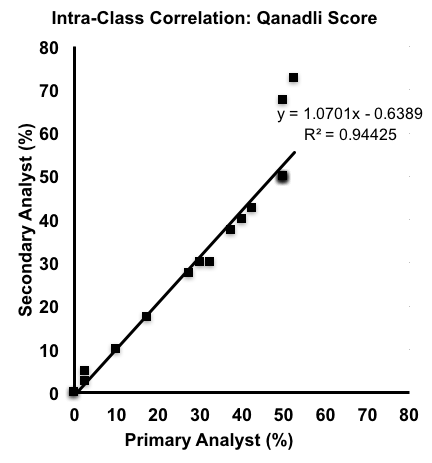 Intra-Class Correlation: Qanadli Score
80
70
60
50
40
30
20
10
0
Secondary Analyst (%)
y = 1.0701x - 0.6389
R² = 0.94425
0 10 20 30 40 50 60 70 80
Primary Analyst (%)